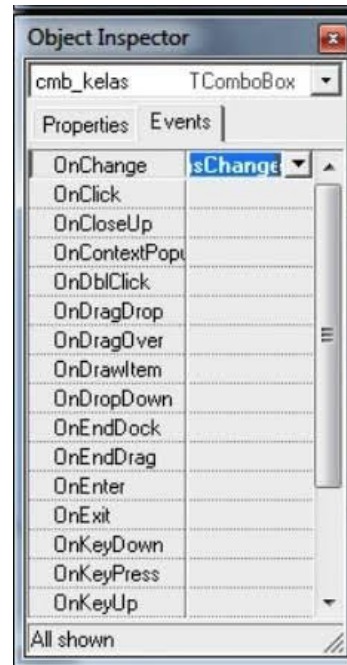 Object Inspector
cmb_kelas TComboBox
Properties Events
OnChange sChange
OnClick
OnCloseUp
OnContextPopu
OnDblClick
OnDragDrop
OnDragOver
OnDrawItem
OnDropDown
OnEndDock
OnEndDrag
OnEnter
OnExit
OnKeyDown
OnKeyPress
OnKeyUp
All shown